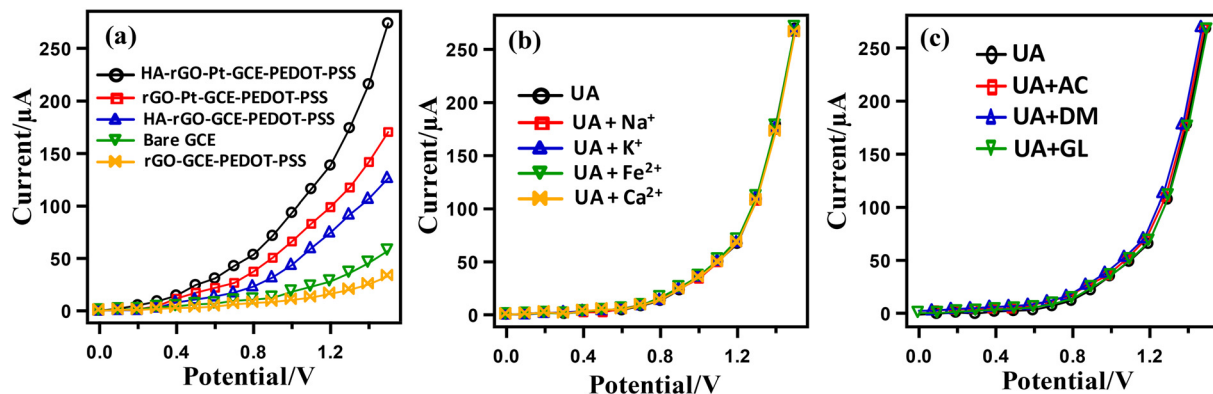 (a)
HA-rGO-Pt-GCE-PEDOT-PSS
rGO-Pt-GCE-PEDOT-PSS
HA-rGO-GCE-PEDOT-PSS
Bare GCE
rGO-GCE-PEDOT-PSS
Current/µA
250
200
150
100
50
0
0.0 0.4 0.8 1.2
Potential/V
(b)
UA
UA + Na⁺
UA + K⁺
UA + Fe²⁺
UA + Ca²⁺
Current/µA
250
200
150
100
50
0
0.0 0.4 0.8 1.2
Potential/V
(c)
UA
UA+AC
UA+DM
UA+GL
Current/µA
250
200
150
100
50
0
0.0 0.4 0.8 1.2
Potential/V